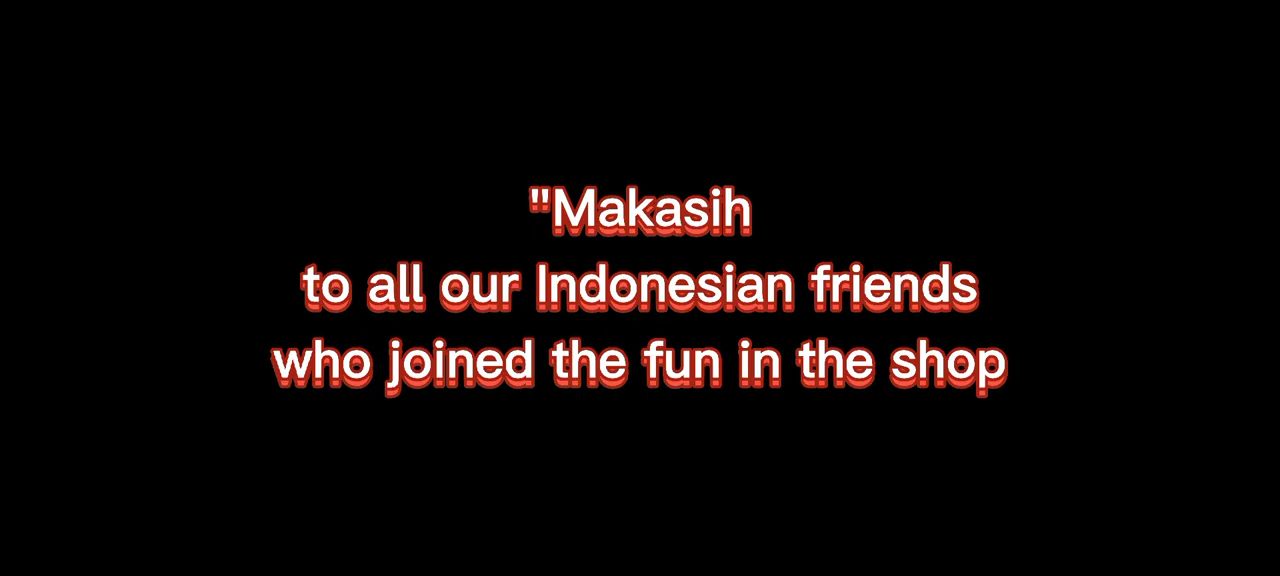 "Makasih
to all our Indonesian friends
who joined the fun in the shop